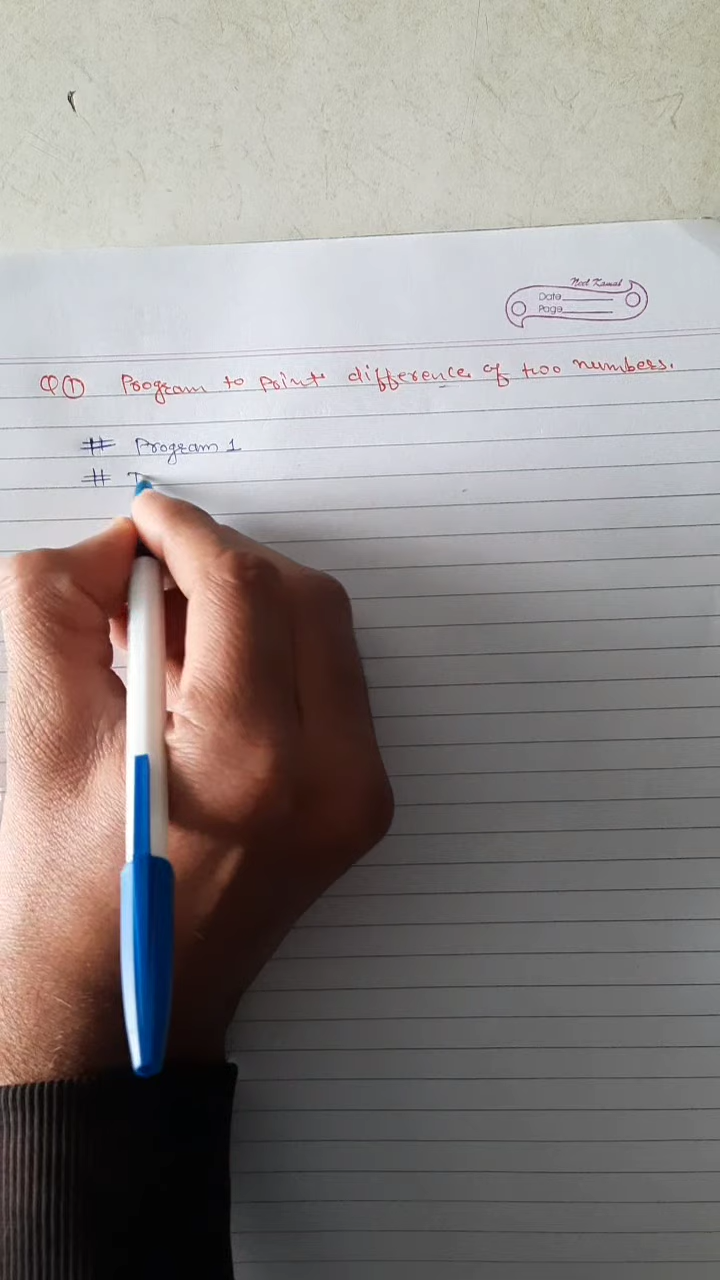 Neel Kamal
Date
Page
Q① Program to print difference of two numbers.
# Program 1
# T